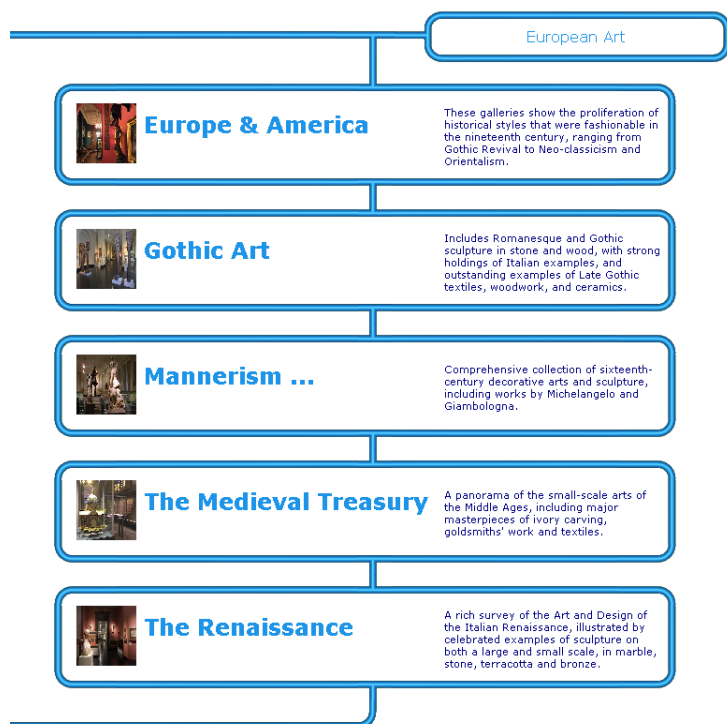 European Art
Europe & America
These galleries show the proliferation of
historical styles that were fashionable in
the nineteenth century, ranging from
Gothic Revival to Neo-classicism and
Orientalism.
Gothic Art
Includes Romanesque and Gothic
sculpture in stone and wood, with strong
holdings of Italian examples, and
outstanding examples of Late Gothic
textiles, woodwork, and ceramics.
Mannerism ...
Comprehensive collection of sixteenth-
century decorative arts and sculpture,
including works by Michelangelo and
Giambologna.
The Medieval Treasury
A panorama of the small-scale arts of
the Middle Ages, including major
masterpieces of ivory carving,
goldsmiths' work and textiles.
The Renaissance
A rich survey of the Art and Design of
the Italian Renaissance, illustrated by
celebrated examples of sculpture on
both a large and small scale, in marble,
stone, terracotta and bronze.